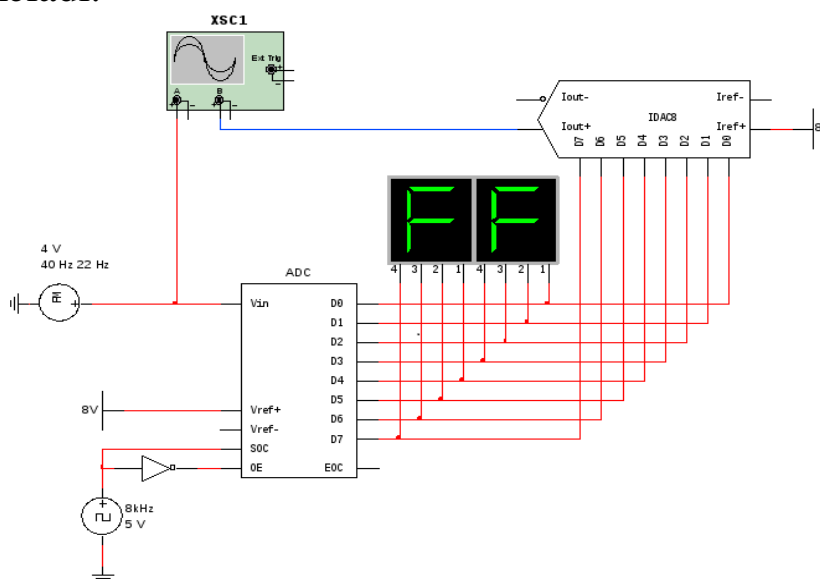 XSC1
Ext Trig
+
−
A
B
+
−
+
−
Iout-
Iref-
IDAC8
Iout+
Iref+
D7
D6
D5
D4
D3
D2
D1
D0
8
F F
4 3 2 1 4 3 2 1
4 V
40 Hz 22 Hz
FM
+
ADC
Vin
D0
D1
D2
D3
D4
D5
D6
D7
8V
Vref+
Vref-
SOC
OE
EOC
+
8kHz
5 V